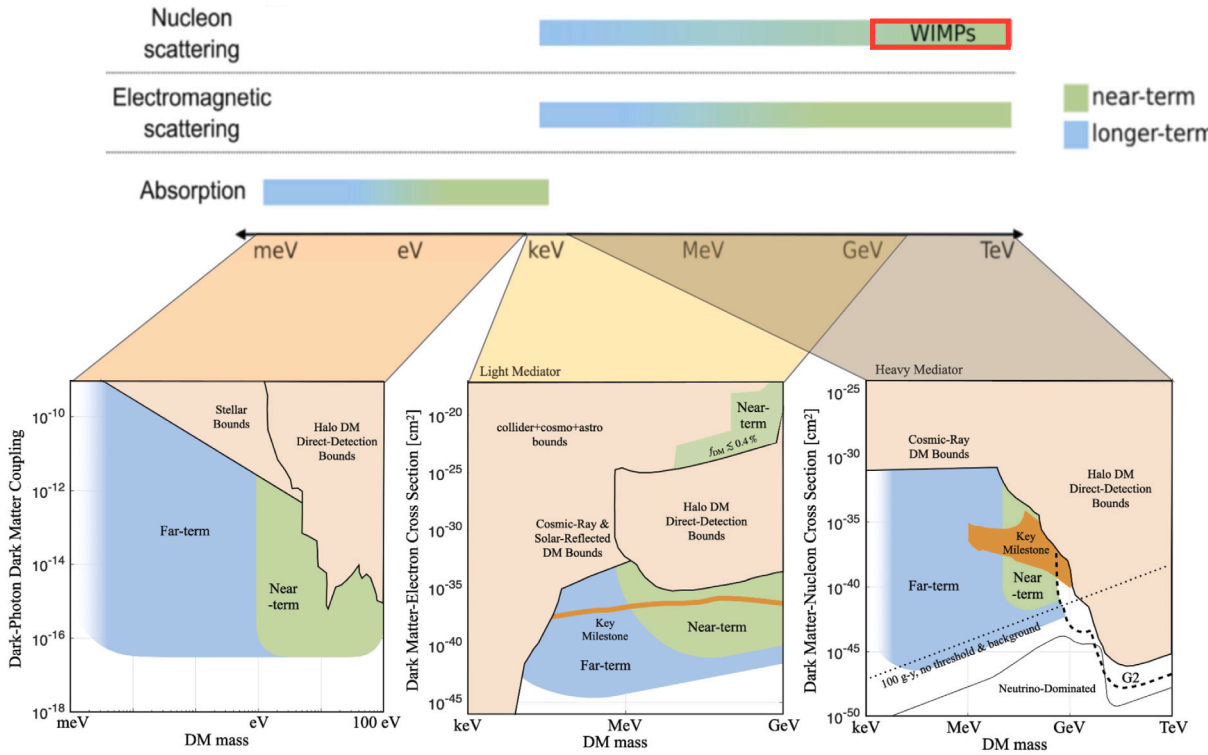 Nucleon
scattering
WIMPs
Electromagnetic
scattering
near-term
longer-term
Absorption
meV eV keV MeV GeV TeV
Stellar
Bounds
Halo DM
Direct-Detection
Bounds
Far-term
Near
-term
Dark-Photon Dark Matter Coupling
10⁻¹⁰
10⁻¹²
10⁻¹⁴
10⁻¹⁶
10⁻¹⁸
meV eV 100 eV
DM mass
Light Mediator
collider+cosmo+astro
bounds
Near-
term
f_DM ≲ 0.4 %
Halo DM
Direct-Detection
Bounds
Cosmic-Ray &
Solar-Reflected
DM Bounds
Key
Milestone
Near-term
Far-term
Dark Matter-Electron Cross Section [cm²]
10⁻²⁰
10⁻²⁵
10⁻³⁰
10⁻³⁵
10⁻⁴⁰
10⁻⁴⁵
keV MeV GeV
DM mass
Heavy Mediator
Cosmic-Ray
DM Bounds
Halo DM
Direct-Detection
Bounds
Key
Milestone
Far-term
Near
-term
100 g-y, no threshold & background
G2
Neutrino-Dominated
Dark Matter-Nucleon Cross Section [cm²]
10⁻²⁵
10⁻³⁰
10⁻³⁵
10⁻⁴⁰
10⁻⁴⁵
10⁻⁵⁰
keV MeV GeV TeV
DM mass